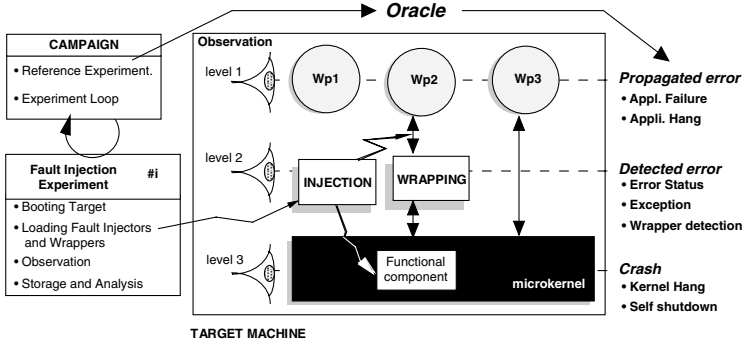 Oracle
CAMPAIGN
• Reference Experiment.
• Experiment Loop
Fault Injection
Experiment
#i
• Booting Target
• Loading Fault Injectors
and Wrappers
• Observation
• Storage and Analysis
Observation
level 1
Wp1
Wp2
Wp3
level 2
INJECTION
WRAPPING
level 3
Functional
component
microkernel
TARGET MACHINE
Propagated error
• Appl. Failure
• Appli. Hang
Detected error
• Error Status
• Exception
• Wrapper detection
Crash
• Kernel Hang
• Self shutdown